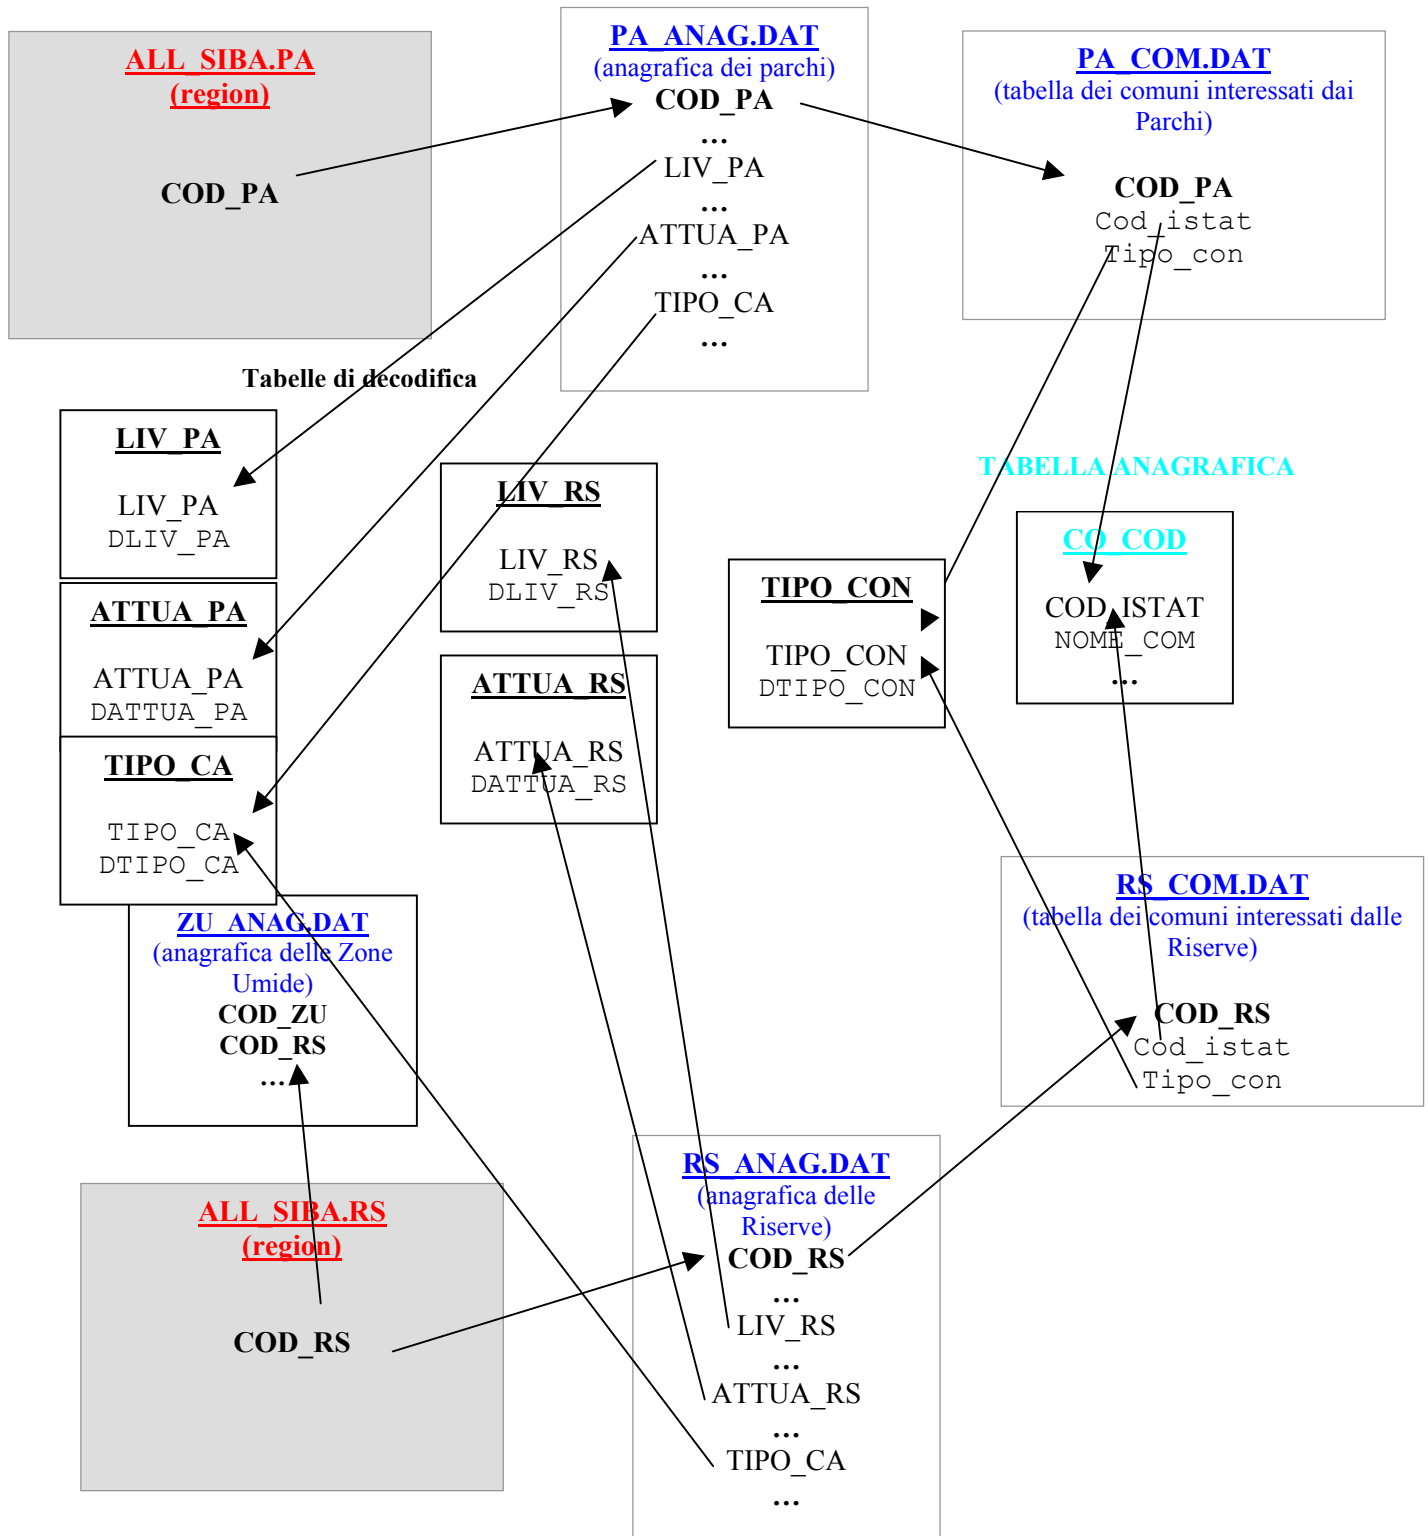 ALL_SIBA.PA
(region)
COD_PA
PA_ANAG.DAT
(anagrafica dei parchi)
COD_PA
...
LIV_PA
...
ATTUA_PA
...
TIPO_CA
...
PA_COM.DAT
(tabella dei comuni interessati dai
Parchi)
COD_PA
Cod_istat
Tipo_con
Tabelle di decodifica
LIV_PA
LIV_PA
DLIV_PA
ATTUA_PA
ATTUA_PA
DATTUA_PA
TIPO_CA
TIPO_CA
DTIPO_CA
LIV_RS
LIV_RS
DLIV_RS
ATTUA_RS
ATTUA_RS
DATTUA_RS
TIPO_CON
TIPO_CON
DTIPO_CON
TABELLA ANAGRAFICA
CO_COD
COD_ISTAT
NOME_COM
...
ZU_ANAG.DAT
(anagrafica delle Zone
Umide)
COD_ZU
COD_RS
...
RS_COM.DAT
(tabella dei comuni interessati dalle
Riserve)
COD_RS
Cod_istat
Tipo_con
ALL_SIBA.RS
(region)
COD_RS
RS_ANAG.DAT
(anagrafica delle
Riserve)
COD_RS
...
LIV_RS
...
ATTUA_RS
...
TIPO_CA
...